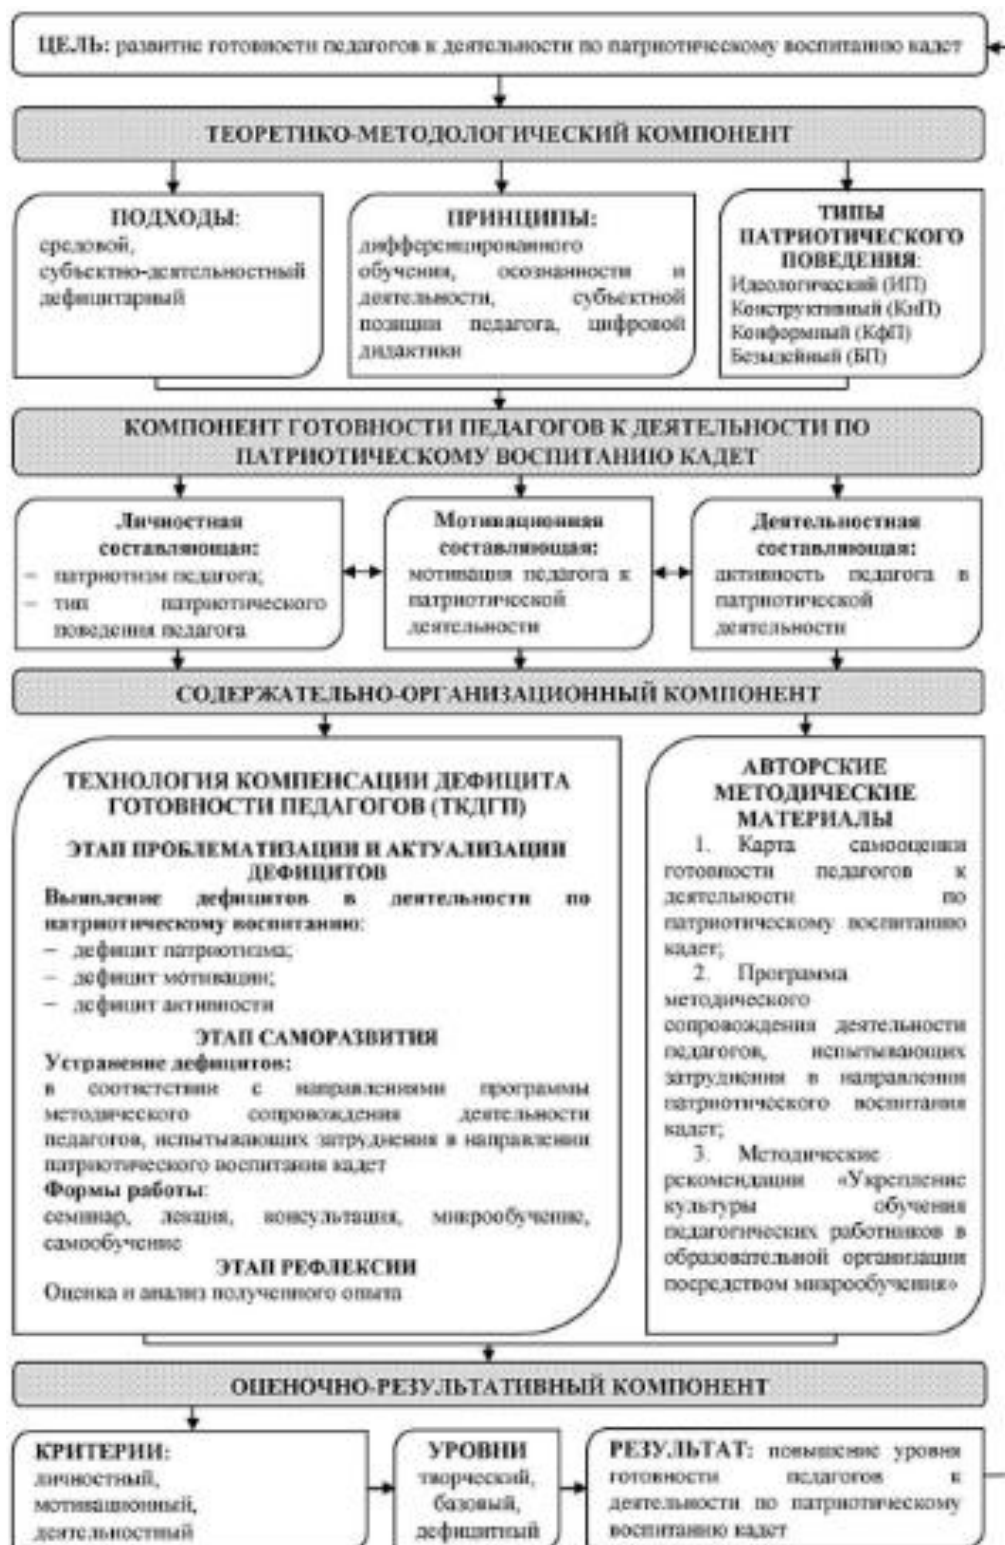 ЦЕЛЬ: развитие готовности педагогов к деятельности по патриотическому воспитанию кадет
ТЕОРЕТИКО-МЕТОДОЛОГИЧЕСКИЙ КОМПОНЕНТ
ПОДХОДЫ:
средовой,
субъектно-деятельностный
дефицитарный
ПРИНЦИПЫ:
дифференцированного
обучения, осознанности и
деятельности, субъектной
позиции педагога, цифровой
дидактики
ТИПЫ
ПАТРИОТИЧЕСКОГО
ПОВЕДЕНИЯ:
Идеологический (ИП)
Конструктивный (КнП)
Конформный (КфП)
Безыдейный (БП)
КОМПОНЕНТ ГОТОВНОСТИ ПЕДАГОГОВ К ДЕЯТЕЛЬНОСТИ ПО
ПАТРИОТИЧЕСКОМУ ВОСПИТАНИЮ КАДЕТ
Личностная
составляющая:
– патриотизм педагога;
– тип патриотического
поведения педагога
Мотивационная
составляющая:
мотивация педагога к
патриотической
деятельности
Деятельностная
составляющая:
активность педагога в
патриотической
деятельности
СОДЕРЖАТЕЛЬНО-ОРГАНИЗАЦИОННЫЙ КОМПОНЕНТ
ТЕХНОЛОГИЯ КОМПЕНСАЦИИ ДЕФИЦИТА
ГОТОВНОСТИ ПЕДАГОГОВ (ТКДГП)
ЭТАП ПРОБЛЕМАТИЗАЦИИ И АКТУАЛИЗАЦИИ
ДЕФИЦИТОВ
Выявление дефицитов в деятельности по
патриотическому воспитанию:
– дефицит патриотизма;
– дефицит мотивации;
– дефицит активности
ЭТАП САМОРАЗВИТИЯ
Устранение дефицитов:
в соответствии с направлениями программы
методического сопровождения деятельности
педагогов, испытывающих затруднения в направлении
патриотического воспитания кадет
Формы работы:
семинар, лекция, консультация, микрообучение,
самообучение
ЭТАП РЕФЛЕКСИИ
Оценка и анализ полученного опыта
АВТОРСКИЕ
МЕТОДИЧЕСКИЕ
МАТЕРИАЛЫ
1. Карта самооценки
готовности педагогов к
деятельности по
патриотическому воспитанию
кадет;
2. Программа
методического
сопровождения деятельности
педагогов, испытывающих
затруднения в направлении
патриотического воспитания
кадет;
3. Методические
рекомендации «Укрепление
культуры обучения
педагогических работников в
образовательной организации
посредством микрообучения»
ОЦЕНОЧНО-РЕЗУЛЬТАТИВНЫЙ КОМПОНЕНТ
КРИТЕРИИ:
личностный,
мотивационный,
деятельностный
УРОВНИ
творческий,
базовый,
дефицитный
РЕЗУЛЬТАТ: повышение уровня
готовности педагогов к
деятельности по патриотическому
воспитанию кадет